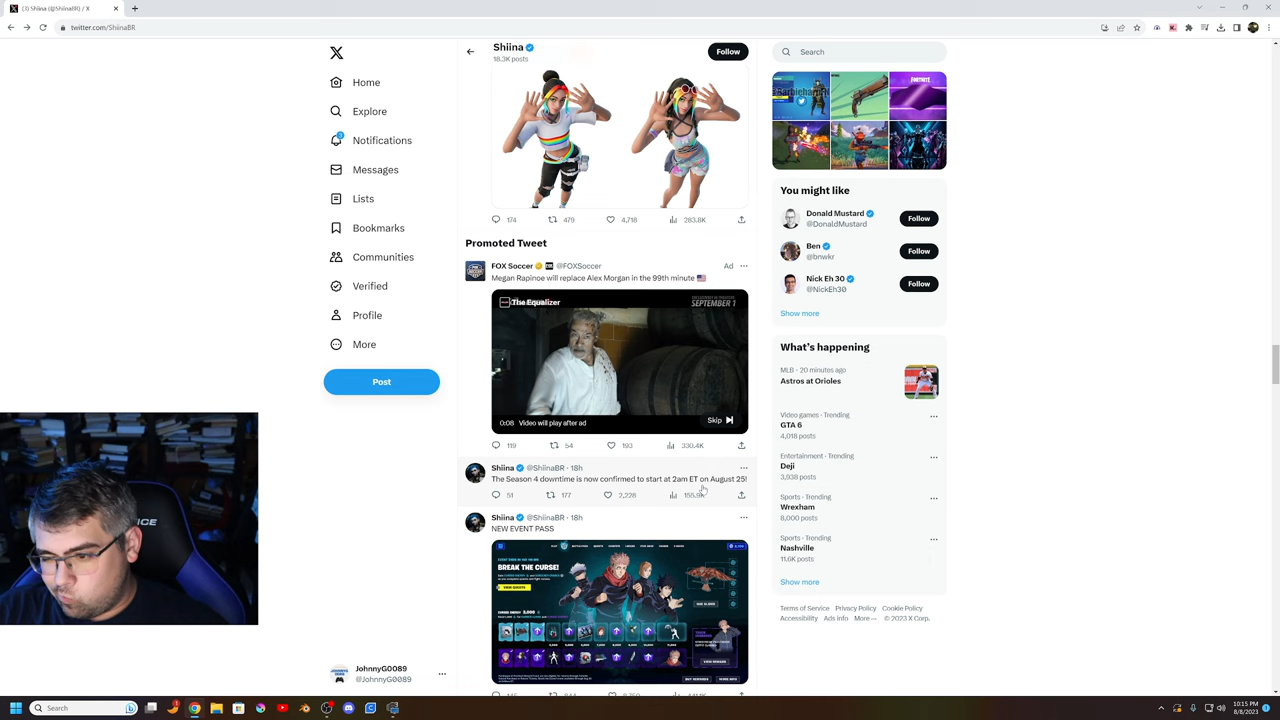 (3) Shiina (@ShiinaBR) / X
twitter.com/ShiinaBR
Home
Explore
3
Notifications
Messages
Lists
Bookmarks
Communities
Verified
Profile
More
Post
JohnnyG0089
@JohnnyG0089
Shiina
18.3K posts
Follow
174 479 4,718 283.8K
Promoted Tweet
FOX Soccer @FOXSoccer Ad
Megan Rapinoe will replace Alex Morgan in the 99th minute
The Equalizer
EXCLUSIVELY IN THEATRES
SEPTEMBER 1
0:08 Video will play after ad
Skip
119 54 193 330.4K
Shiina @ShiinaBR · 18h
The Season 4 downtime is now confirmed to start at 2am ET on August 25!
51 177 2,228 155.9K
Shiina @ShiinaBR · 18h
NEW EVENT PASS
BREAK THE CURSE!
Search
FORTNITE
You might like
Donald Mustard
@DonaldMustard
Follow
Ben
@bnwkr
Follow
Nick Eh 30
@NickEh30
Follow
Show more
What's happening
MLB · 20 minutes ago
Astros at Orioles
Video games · Trending
GTA 6
4,018 posts
Entertainment · Trending
Deji
3,938 posts
Sports · Trending
Wrexham
8,000 posts
Sports · Trending
Nashville
11.6K posts
Show more
Terms of Service Privacy Policy Cookie Policy
Accessibility Ads info More ··· © 2023 X Corp.
Search
10:15 PM
8/8/2023